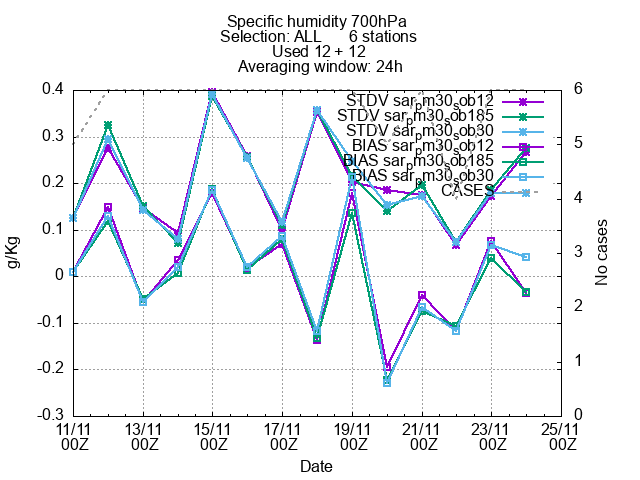 Specific humidity 700hPa
Selection: ALL 6 stations
Used 12 + 12
Averaging window: 24h
0.4
0.3
0.2
0.1
0
-0.1
-0.2
-0.3
g/Kg
6
5
4
3
2
1
0
No cases
STDV sar_pm30_sob12
STDV sar_pm30_sob185
STDV sar_pm30_sob30
BIAS sar_pm30_sob12
BIAS sar_pm30_sob185
BIAS sar_pm30_sob30
CASES
11/11 13/11 15/11 17/11 19/11 21/11 23/11 25/11
00Z 00Z 00Z 00Z 00Z 00Z 00Z 00Z
Date